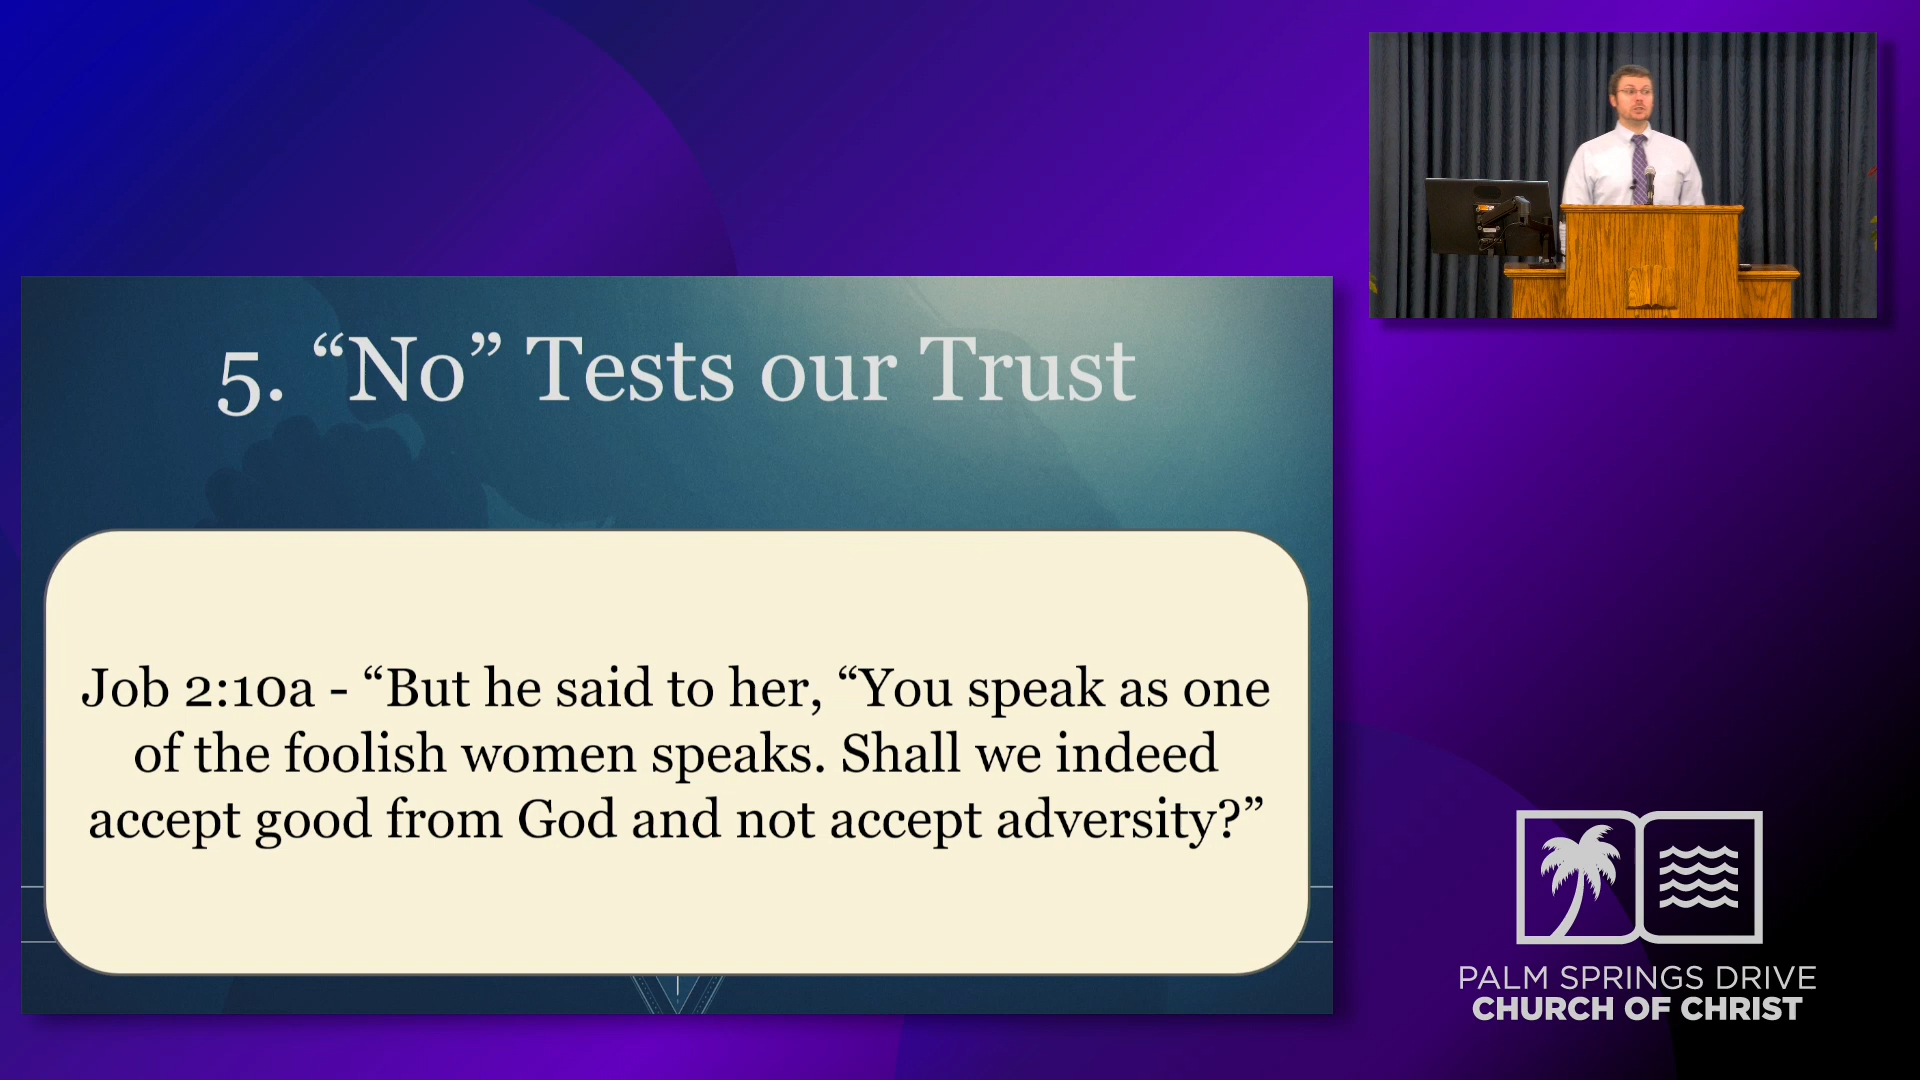 5. “No” Tests our Trust
Job 2:10a - “But he said to her, “You speak as one
of the foolish women speaks. Shall we indeed
accept good from God and not accept adversity?”
PALM SPRINGS DRIVE
CHURCH OF CHRIST